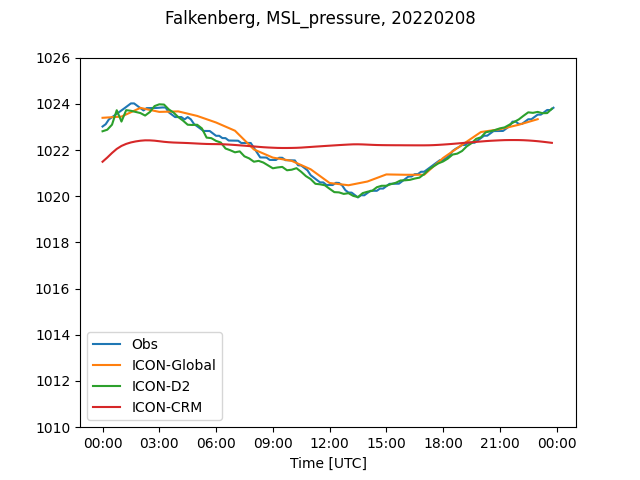 Falkenberg, MSL_pressure, 20220208
1026
1024
1022
1020
1018
1016
1014
1012
1010
Obs
ICON-Global
ICON-D2
ICON-CRM
00:00 03:00 06:00 09:00 12:00 15:00 18:00 21:00 00:00
Time [UTC]